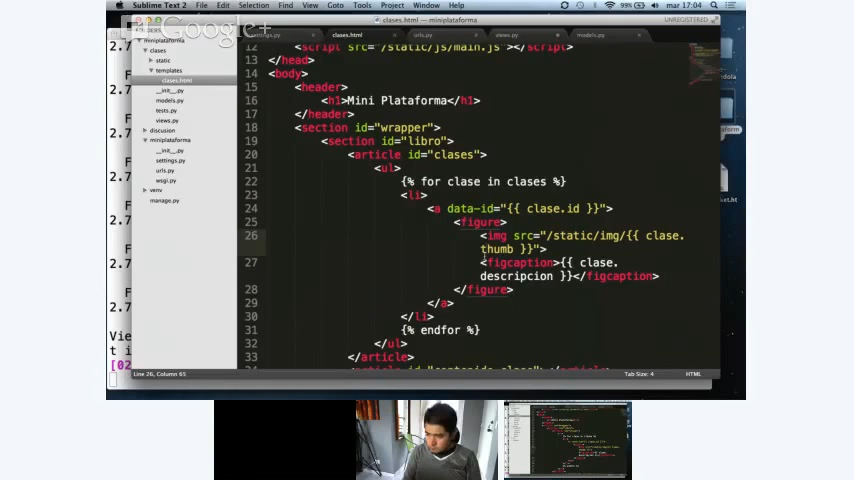 Sublime Text 2 File Edit Selection Find View Goto Tools Project Window Help 99% mar 17:04
clases.html — miniplataforma
UNREGISTERED
Google+
clases.html urls.py views.py models.py
miniplataforma
clases
static
templates
clases.html
__init__.py
models.py
tests.py
views.py
discusion
miniplataforma
__init__.py
settings.py
urls.py
wsgi.py
venv
manage.py
12 <script src="/static/js/main.js"></script>
13 </head>
14 <body>
15 <header>
16 <h1>Mini Plataforma</h1>
17 </header>
18 <section id="wrapper">
19 <section id="libro">
20 <article id="clases">
21 <ul>
22 {% for clase in clases %}
23 <li>
24 <a data-id="{{ clase.id }}">
25 <figure>
26 <img src="/static/img/{{ clase.
thumb }}">
27 <figcaption>{{ clase.
descripcion }}</figcaption>
28 </figure>
29 </a>
30 </li>
31 {% endfor %}
32 </ul>
33 </article>
Line 26, Column 65
Tab Size: 4
HTML